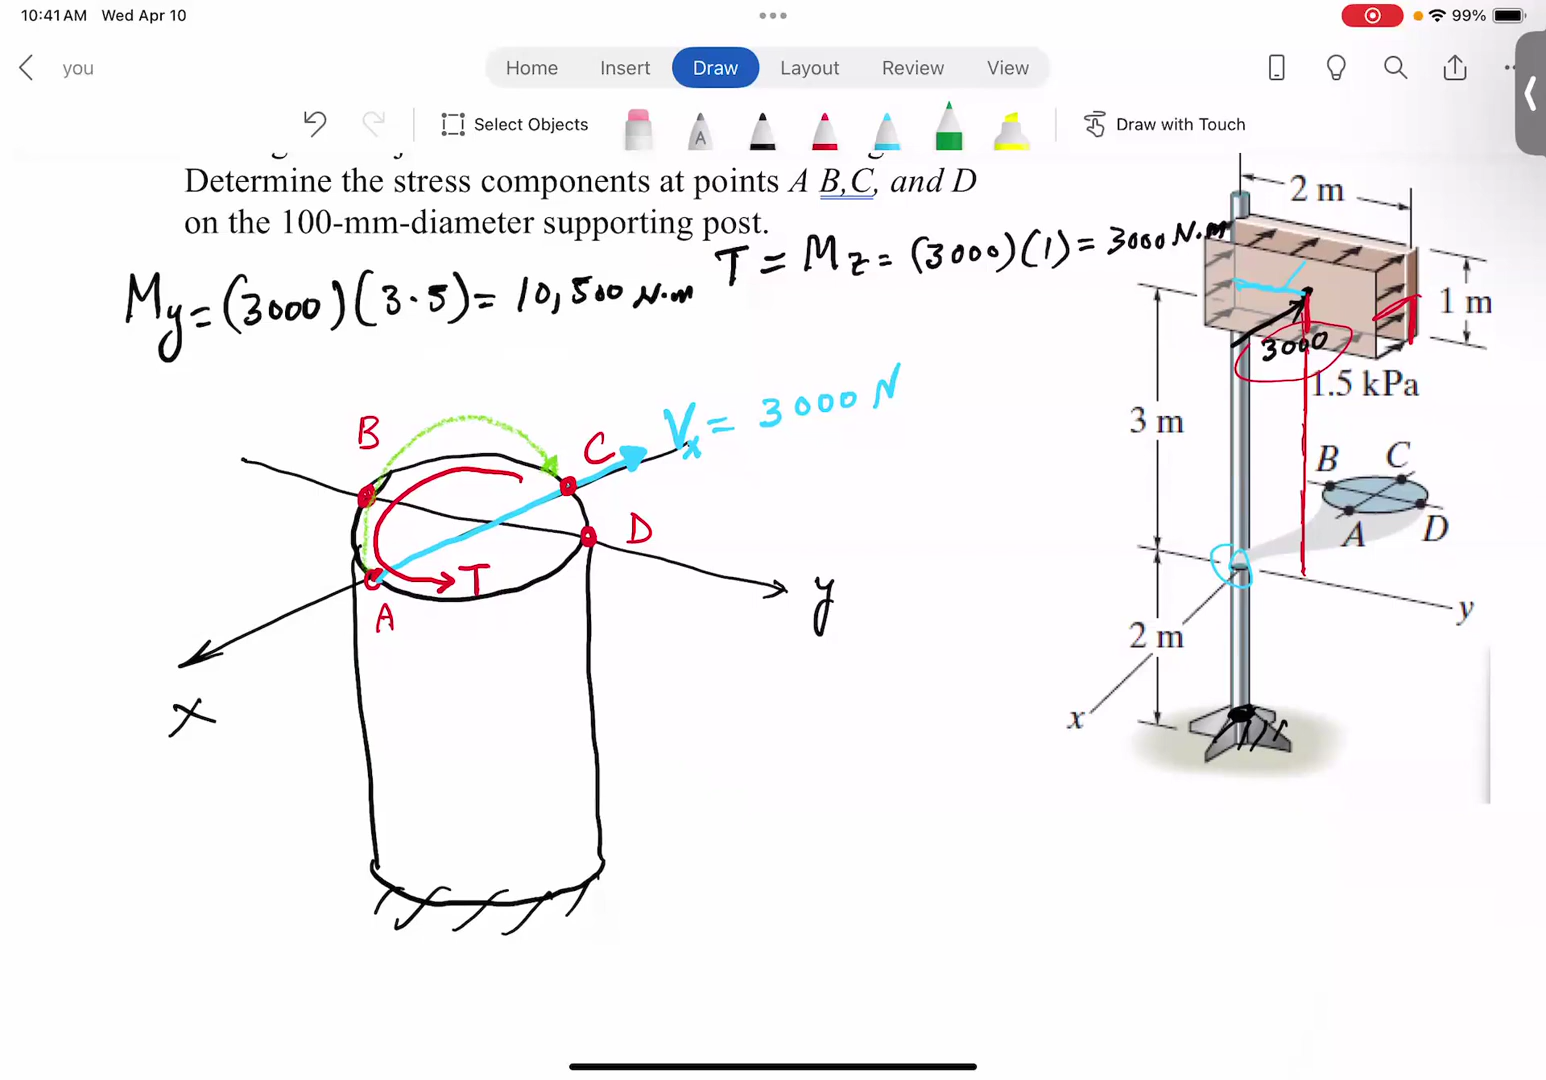 10:41 AM Wed Apr 10
99%
you
Home Insert Draw Layout Review View
Select Objects
A
Draw with Touch
Determine the stress components at points A B,C, and D
on the 100-mm-diameter supporting post.
T = Mz = (3000)(1) = 3000 N.m
My = (3000)(3.5) = 10,500 N.m
Vx = 3000 N
B
C
D
T
A
y
x
2 m
1 m
3000
1.5 kPa
3 m
B C
A D
y
2 m
x